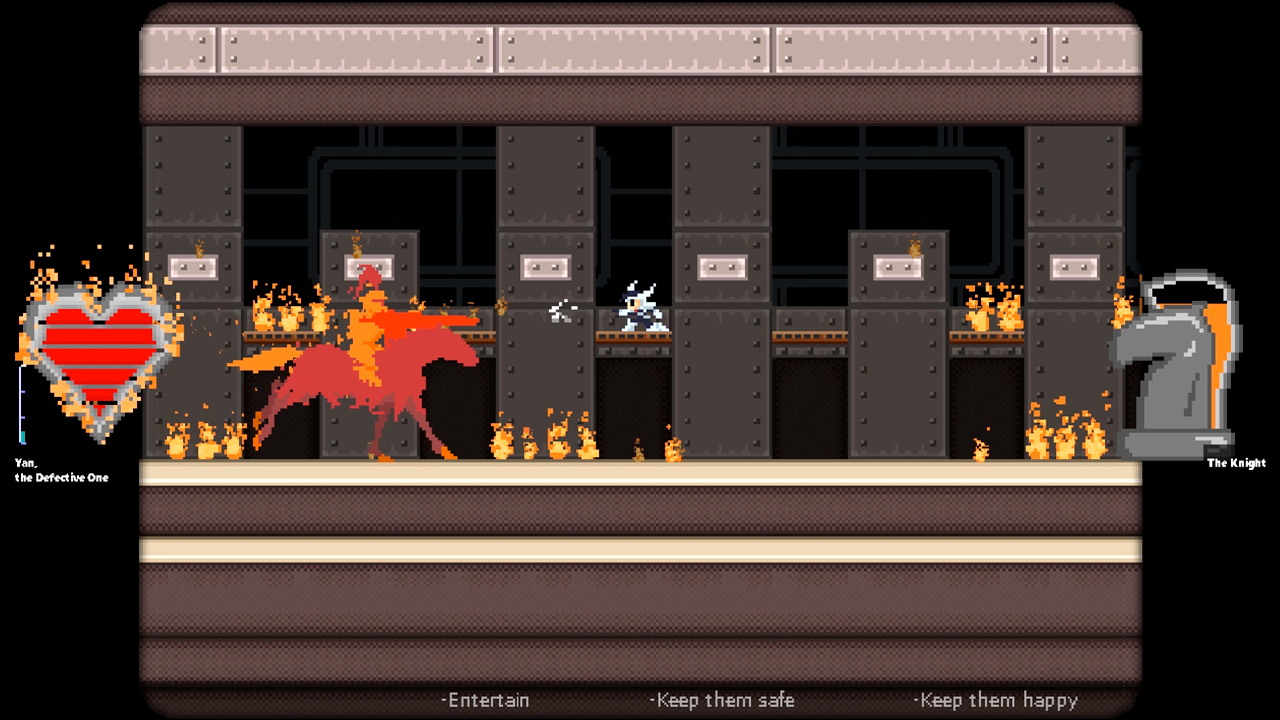 Yan,
the Defective One
The Knight
-Entertain
-Keep them safe
-Keep them happy